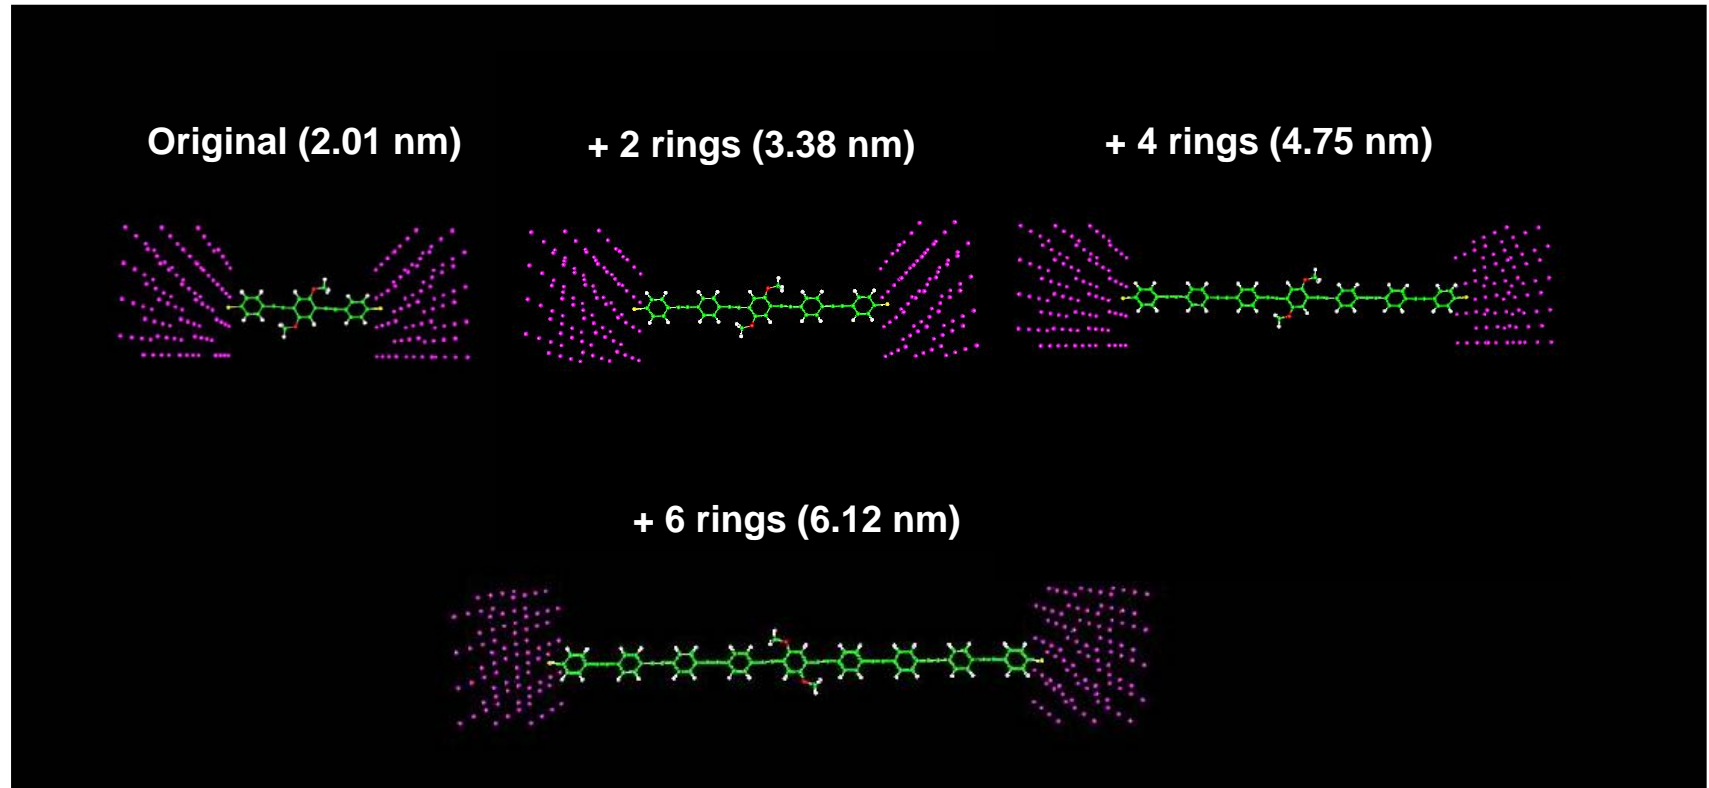 Original (2.01 nm)
+ 2 rings (3.38 nm)
+ 4 rings (4.75 nm)
+ 6 rings (6.12 nm)